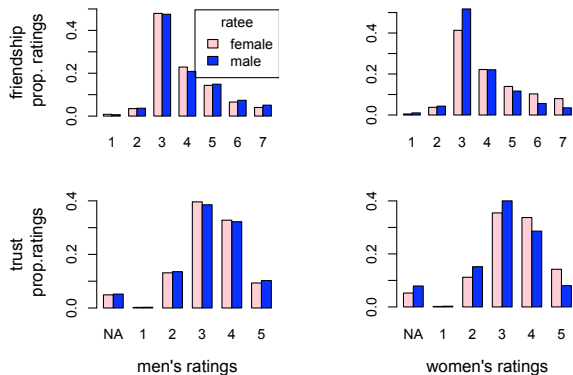 friendship
prop. ratings
0.0 0.2 0.4
ratee
female
male
1 2 3 4 5 6 7
0.0 0.2 0.4
1 2 3 4 5 6 7
trust
prop.ratings
0.0 0.2 0.4
NA 1 2 3 4 5
men's ratings
0.0 0.2 0.4
NA 1 2 3 4 5
women's ratings